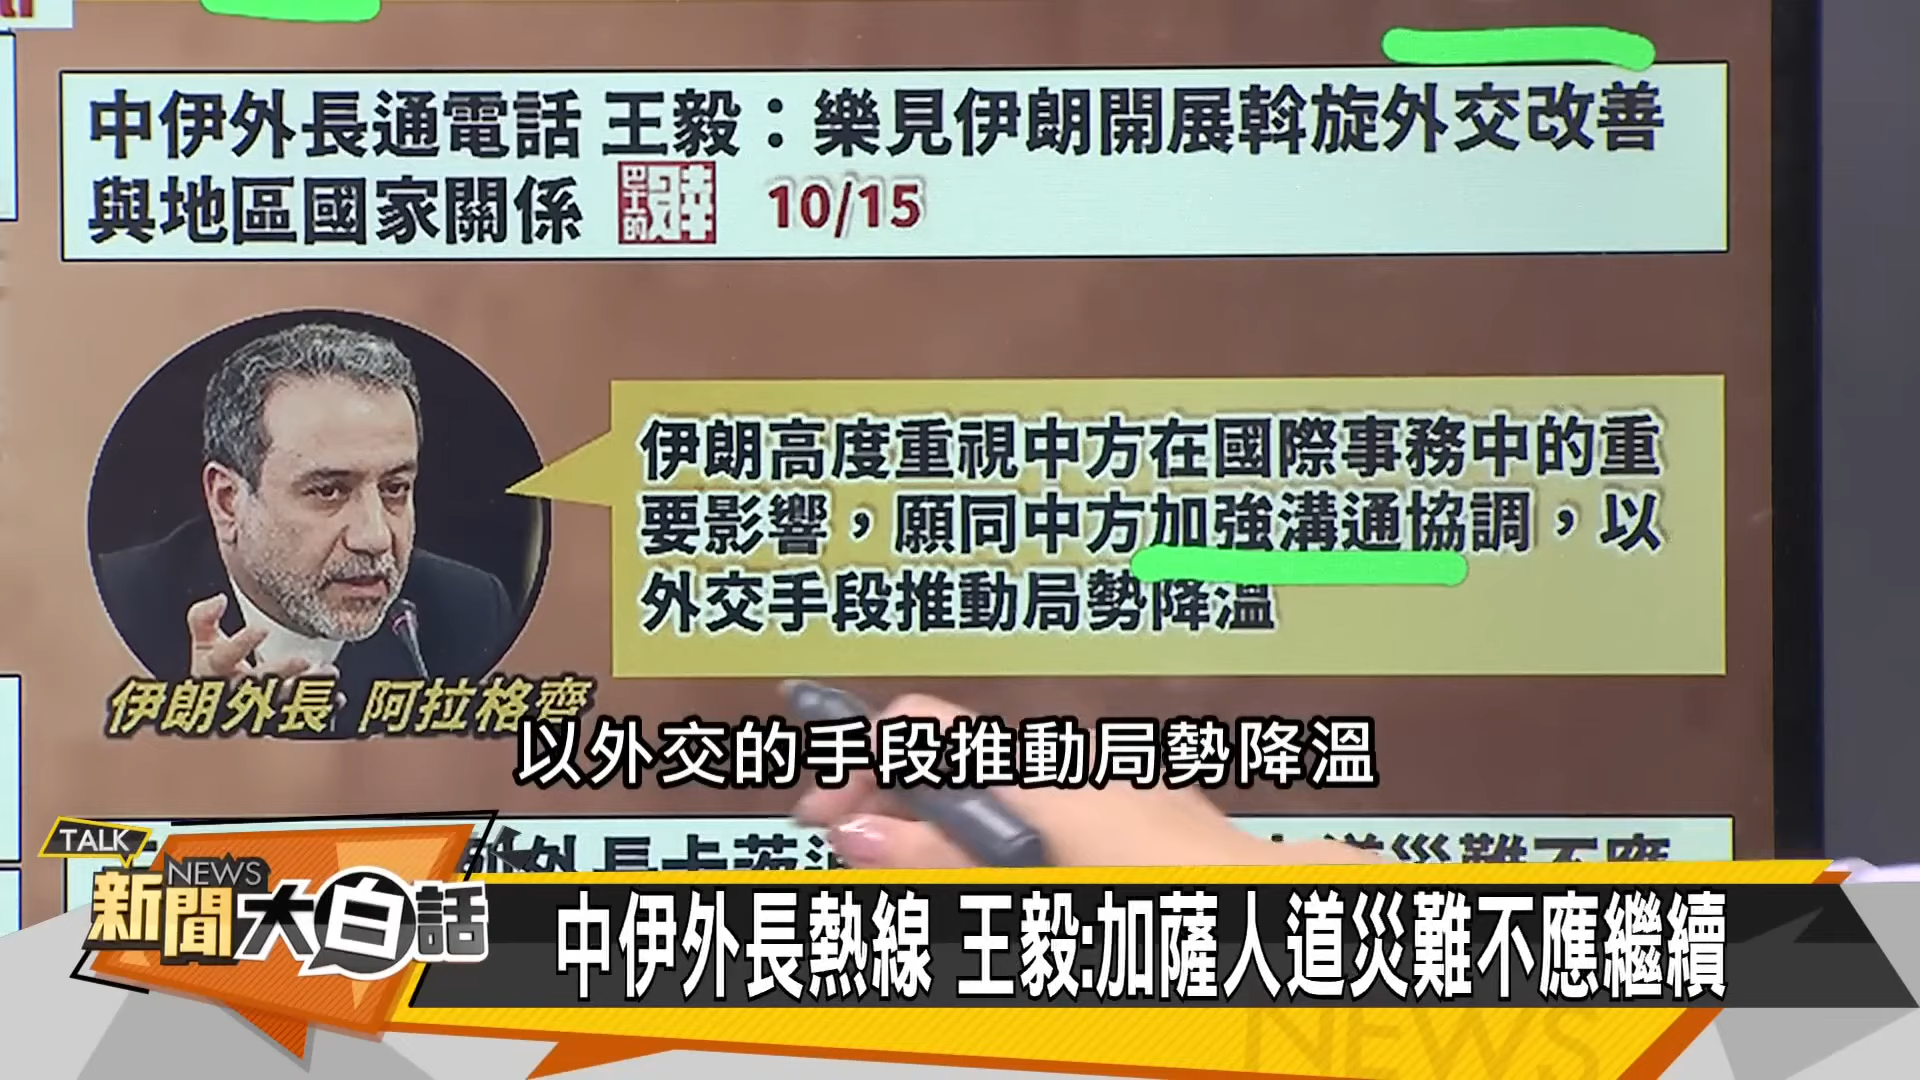 中伊外長通電話 王毅：樂見伊朗開展斡旋外交改善
與地區國家關係 10/15
伊朗高度重視中方在國際事務中的重
要影響，願同中方加強溝通協調，以
外交手段推動局勢降溫
伊朗外長 阿拉格齊
以外交的手段推動局勢降溫
TALK
NEWS
新聞大白話
中伊外長熱線 王毅:加薩人道災難不應繼續
NEWS